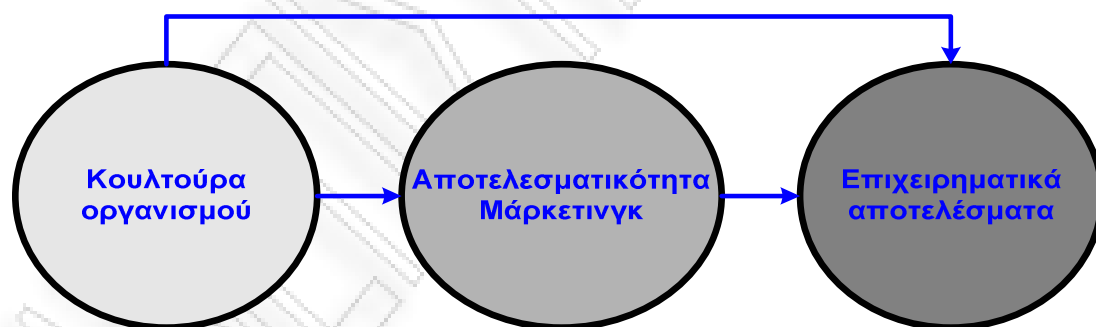 Κουλτούρα
οργανισμού
Αποτελεσματικότητα
Μάρκετινγκ
Επιχειρηματικά
αποτελέσματα